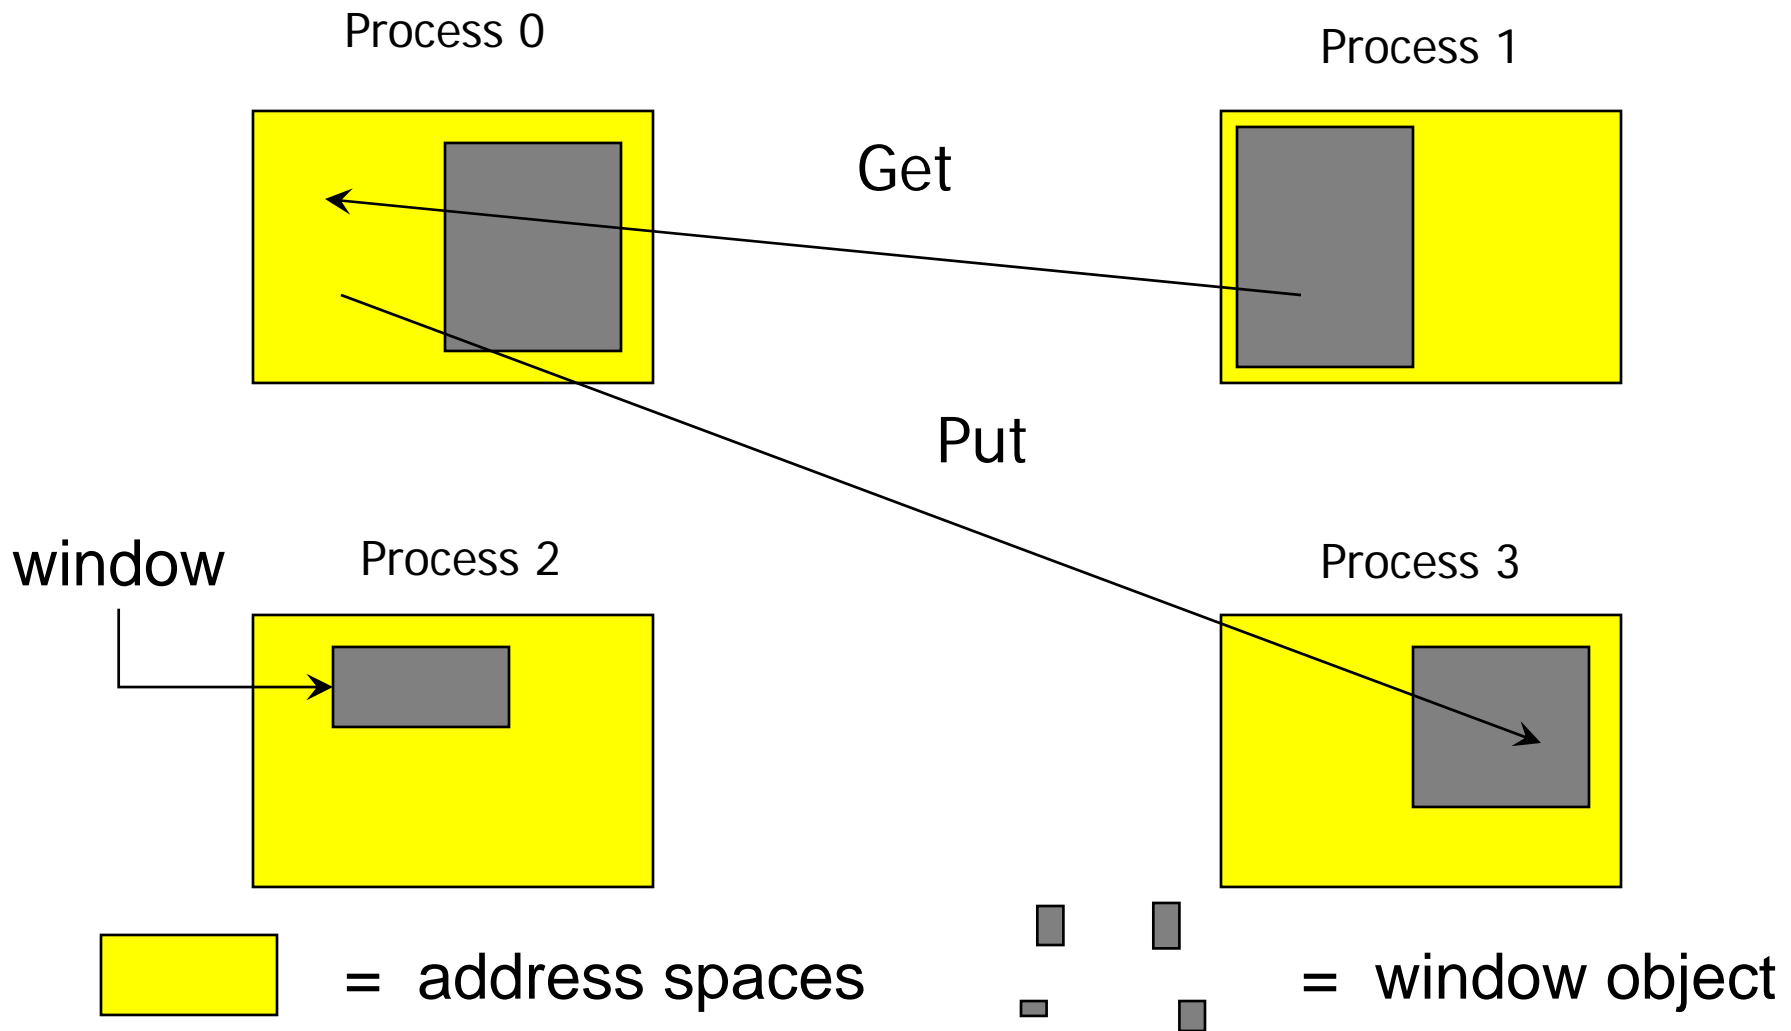 Process 0
Process 1
Get
Put
window
Process 2
Process 3
= address spaces
= window object